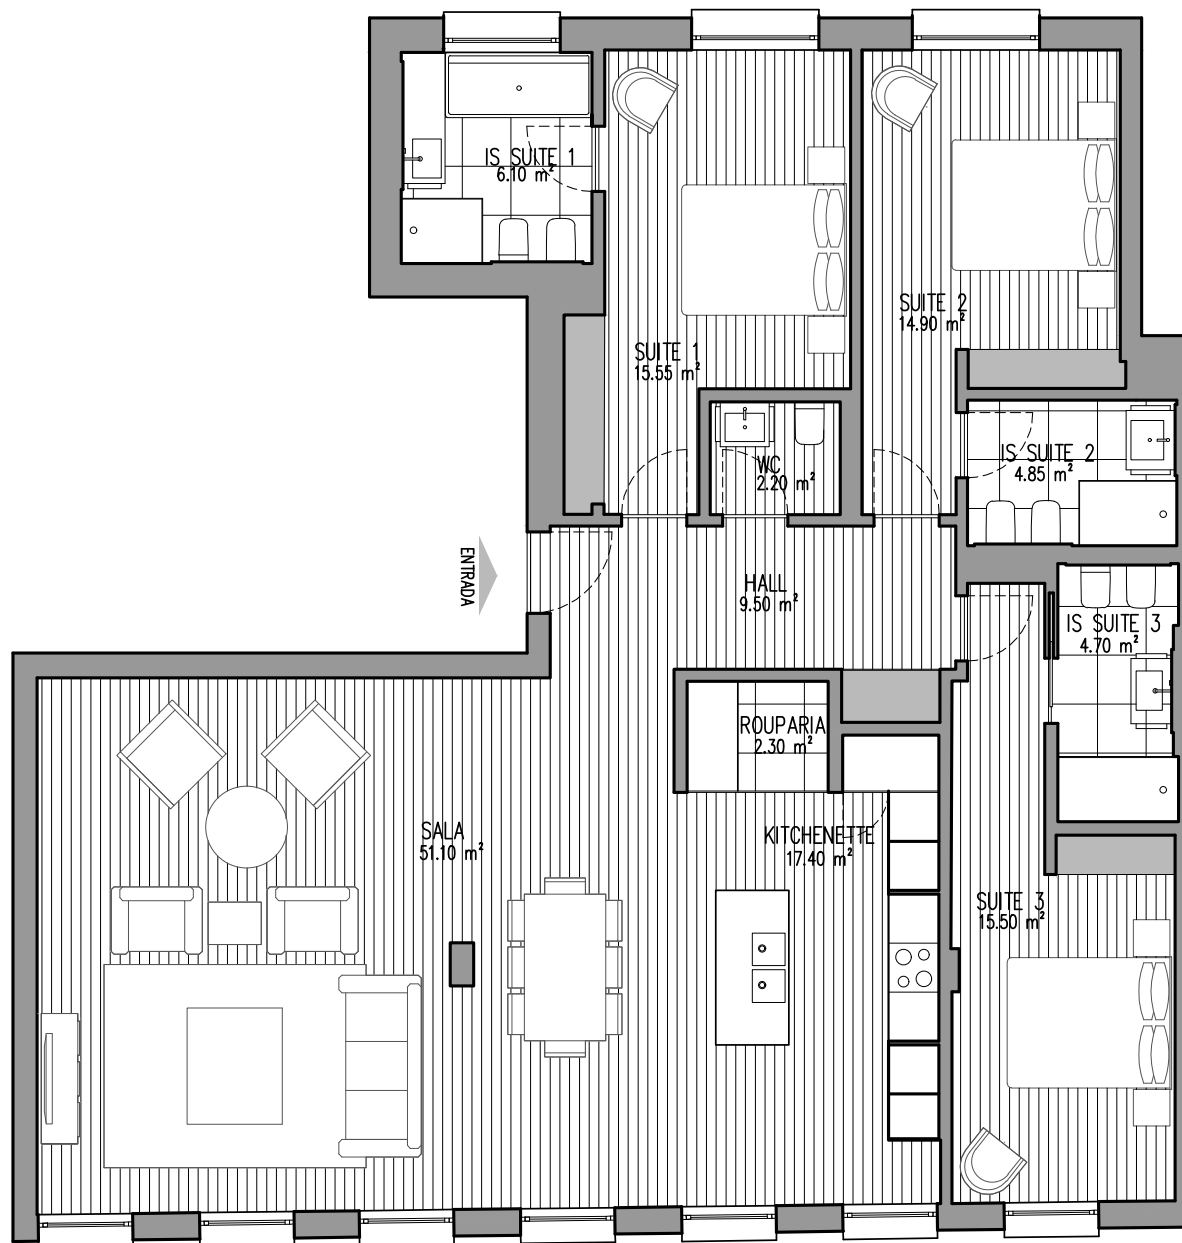 IS SUITE 1
6.10 m²
SUITE 2
14.90 m²
SUITE 1
15.55 m²
WC
2.20 m²
IS SUITE 2
4.85 m²
ENTRADA
HALL
9.50 m²
IS SUITE 3
4.70 m²
ROUPARIA
2.30 m²
SALA
51.10 m²
KITCHENETTE
17.40 m²
SUITE 3
15.50 m²